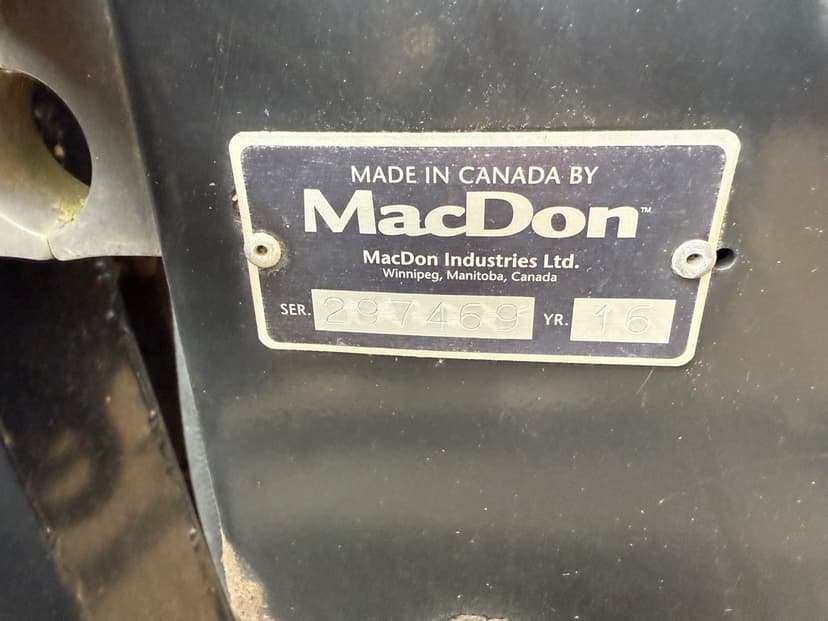 MADE IN CANADA BY
MacDon™
MacDon Industries Ltd.
Winnipeg, Manitoba, Canada
SER. 297469 YR. 16